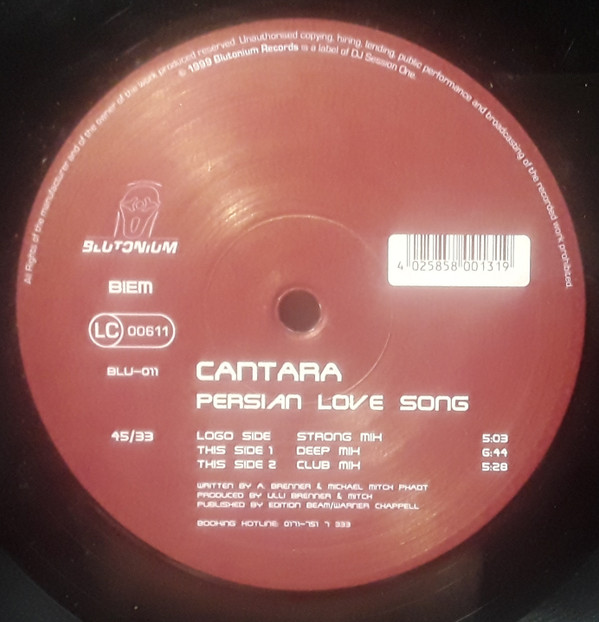 All Rights of the manufacturer and of the owner of the work produced reserved. Unauthorised copying, hiring, lending, public performance and broadcasting of the recorded work prohibited.
© 1999 Blutonium Records is a label of DJ Session One.
BLUTONIUM
BIEM
LC 00611
4 025858 001319
BLU-011
CANTARA
PERSIAN LOVE SONG
45/33
LOGO SIDE STRONG MIX 5:03
THIS SIDE 1 DEEP MIX 6:44
THIS SIDE 2 CLUB MIX 5:28
WRITTEN BY A. BRENNER & MICHAEL MITCH PHADT
PRODUCED BY ULLI BRENNER & MITCH
PUBLISHED BY EDITION BEAM/WARNER CHAPPELL
BOOKING HOTLINE: 0171-751 7 333